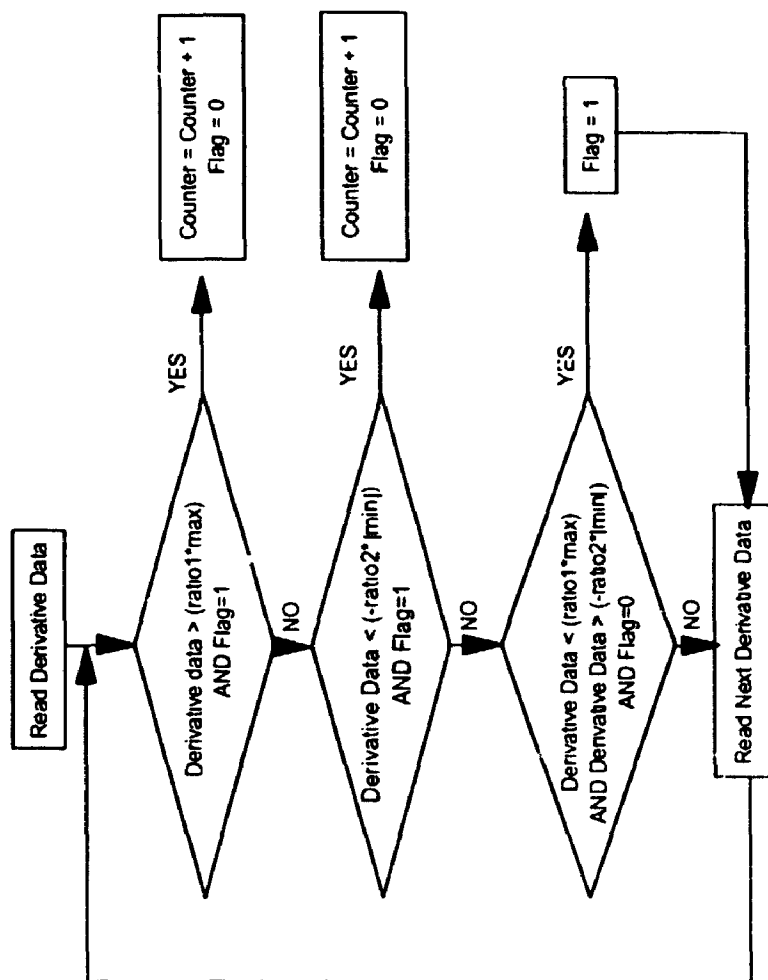 Read Derivative Data
Derivative data > (ratio1*max)
AND Flag=1
YES
Counter = Counter + 1
Flag = 0
NO
Derivative Data < (-ratio2*|min|)
AND Flag=1
YES
Counter = Counter + 1
Flag = 0
NO
Derivative Data < (ratio1*max)
AND Derivative Data > (-ratio2*|min|)
AND Flag=0
YES
Flag = 1
NO
Read Next Derivative Data